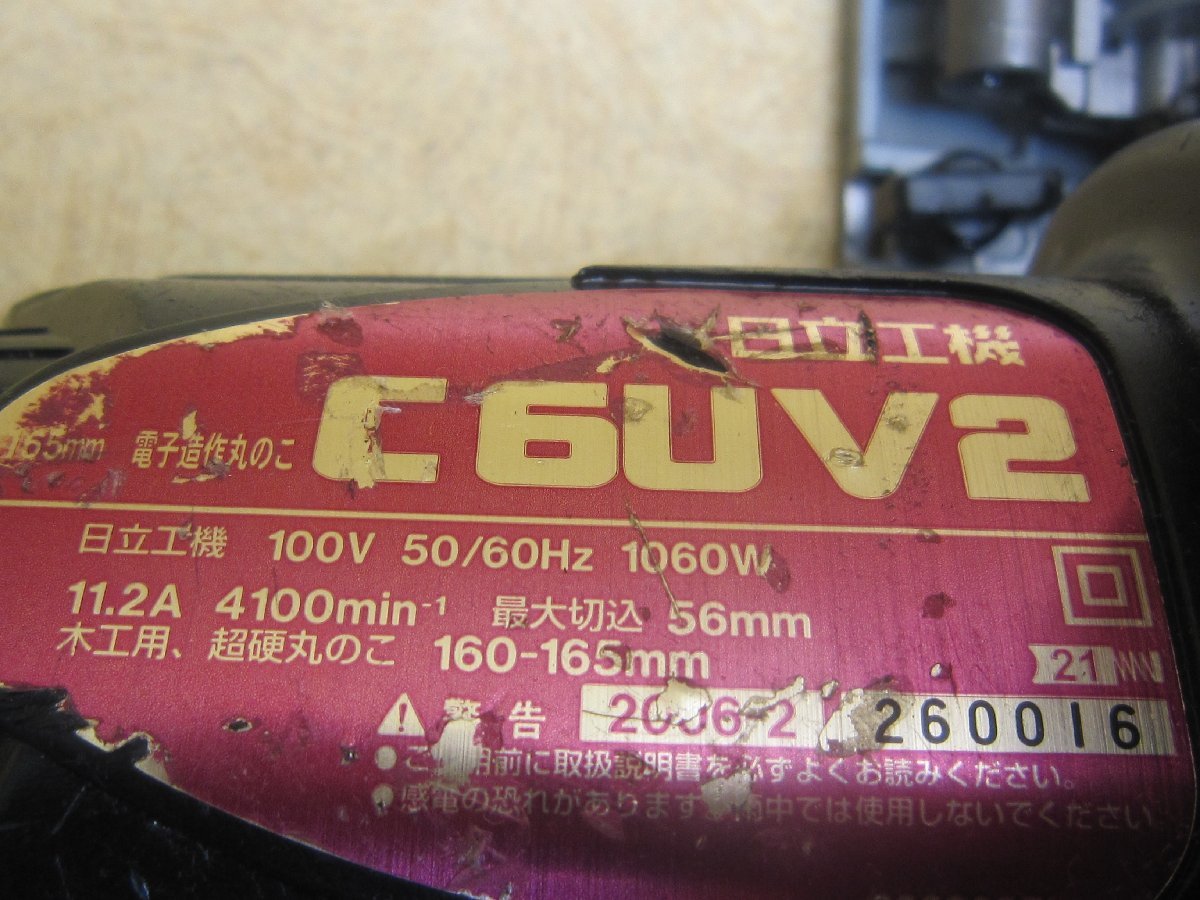 日立工機
165mm 電子造作丸のこ C6UV2
日立工機 100V 50/60Hz 1060W
11.2A 4100min-1 最大切込 56mm
木工用、超硬丸のこ 160-165mm
21
警告 2006-2 260016
●ご使用前に取扱説明書を必ずよくお読みください。
●感電の恐れがあります。雨中では使用しないでください